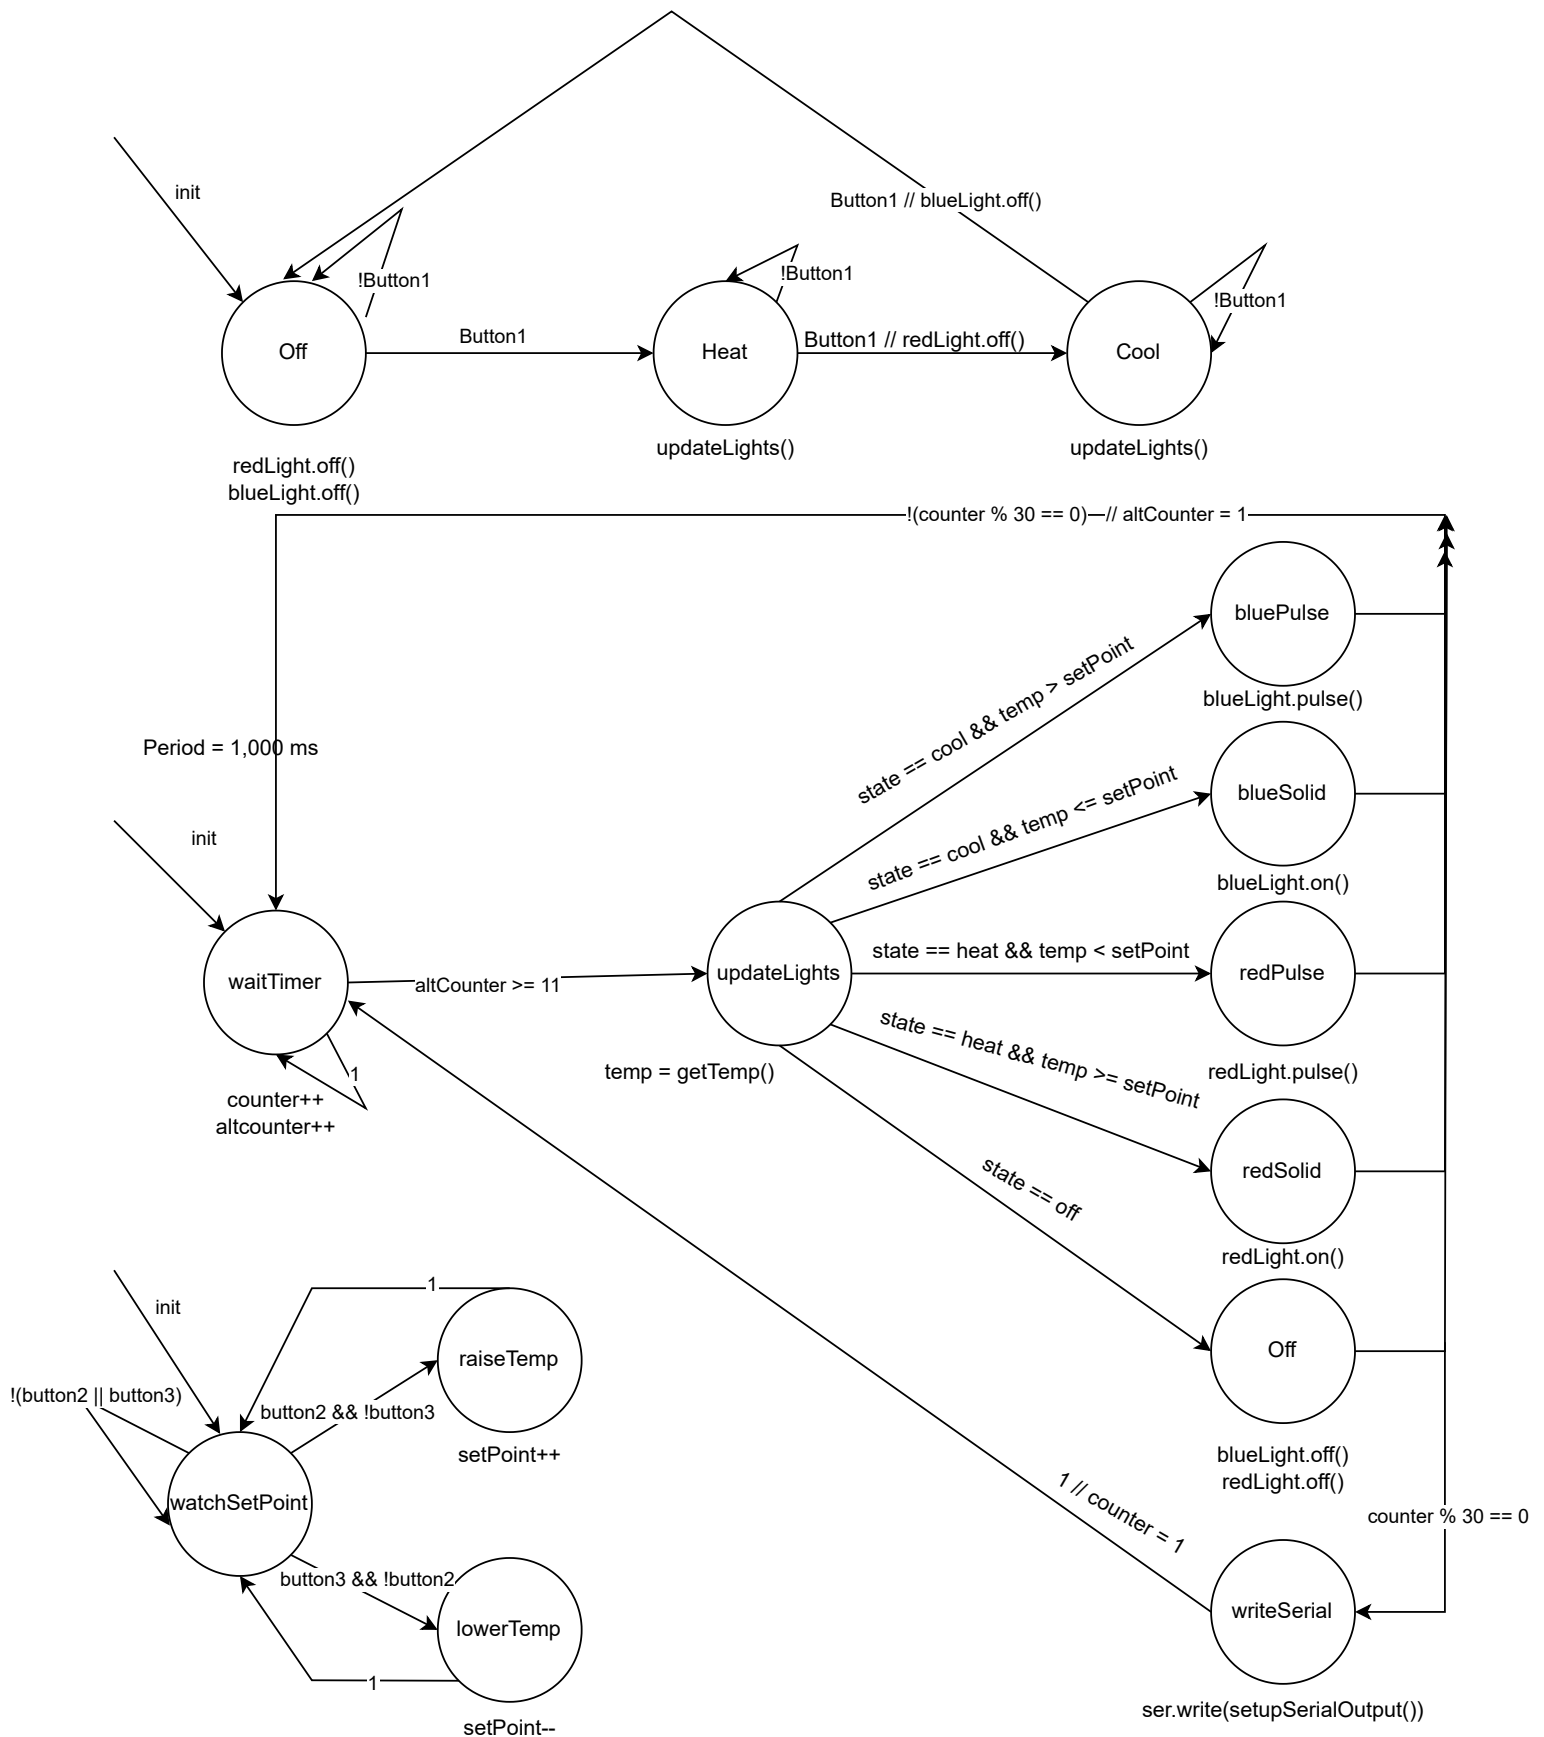 init
Button1 // blueLight.off()
!Button1
!Button1
!Button1
Button1
Button1 // redLight.off()
Off
Heat
Cool
updateLights()
updateLights()
redLight.off()
blueLight.off()
!(counter % 30 == 0)
// altCounter = 1
bluePulse
state == cool && temp > setPoint
blueLight.pulse()
Period = 1,000 ms
state == cool && temp <= setPoint
blueSolid
init
blueLight.on()
state == heat && temp < setPoint
waitTimer
altCounter >= 11
updateLights
redPulse
1
counter++
altcounter++
temp = getTemp()
state == heat && temp >= setPoint
redLight.pulse()
redSolid
state == off
redLight.on()
1
init
raiseTemp
Off
!(button2 || button3)
button2 && !button3
setPoint++
blueLight.off()
redLight.off()
watchSetPoint
1 // counter = 1
counter % 30 == 0
button3 && !button2
lowerTemp
writeSerial
1
setPoint--
ser.write(setupSerialOutput())